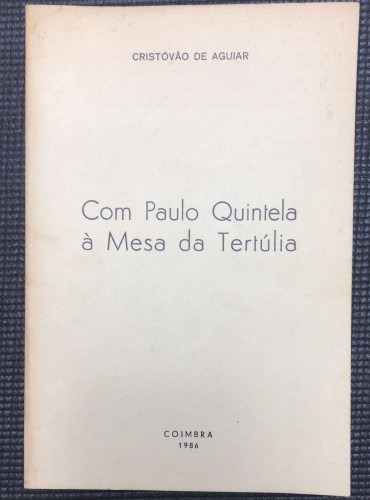 CRISTÓVÃO DE AGUIAR
Com Paulo Quintela
à Mesa da Tertúlia
COIMBRA
1986